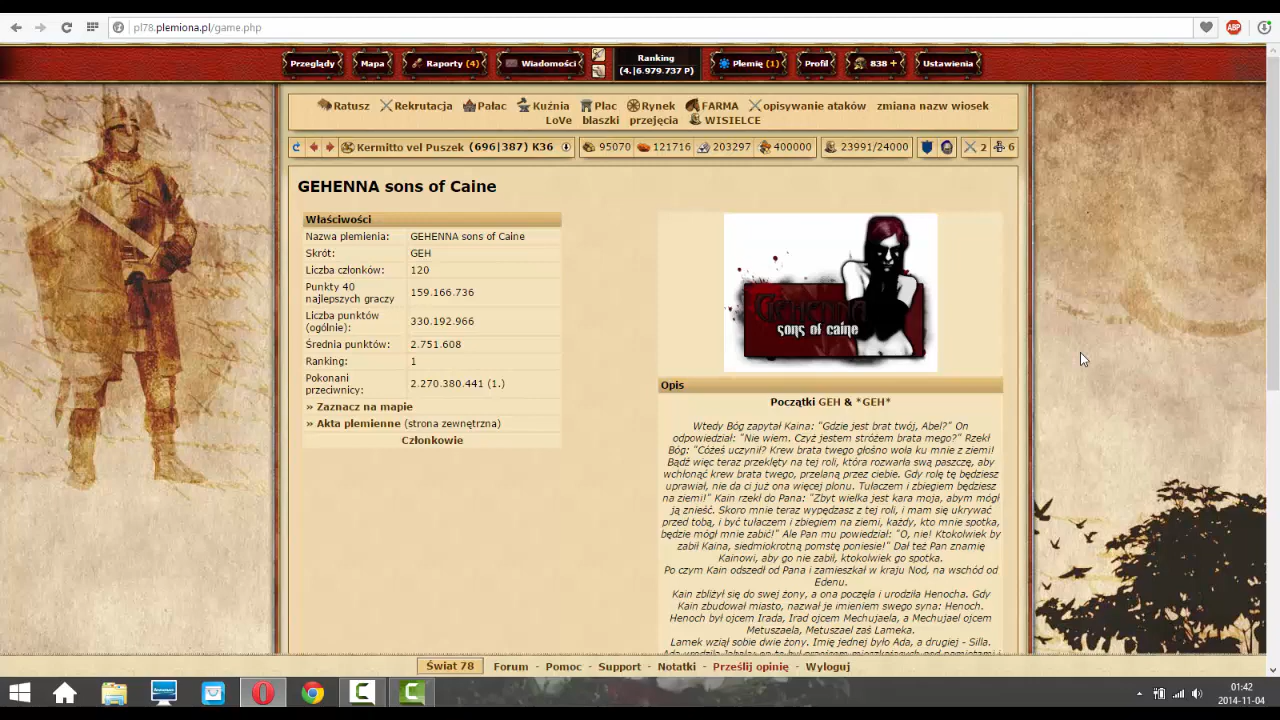 pl78.plemiona.pl/game.php
ABP
Przeglądy
Mapa
Raporty (4)
Wiadomości
Ranking
(4.|6.979.737 P)
Plemię (1)
Profil
838 +
Ustawienia
Ratusz Rekrutacja Pałac Kuźnia Plac Rynek FARMA opisywanie ataków zmiana nazw wiosek
LoVe blaszki przejęcia WISIELCE
Kermitto vel Puszek (696|387) K36 95070 121716 203297 400000 23991/24000 2 6
GEHENNA sons of Caine
Właściwości
Nazwa plemienia: GEHENNA sons of Caine
Skrót: GEH
Liczba członków: 120
Punkty 40
najlepszych graczy 159.166.736
Liczba punktów
(ogólnie): 330.192.966
Średnia punktów: 2.751.608
Ranking: 1
Pokonani
przeciwnicy: 2.270.380.441 (1.)
» Zaznacz na mapie
» Akta plemienne (strona zewnętrzna)
Członkowie
Gehenna
sons of caine
Opis
Początki GEH & *GEH*
Wtedy Bóg zapytał Kaina: "Gdzie jest brat twój, Abel?" On
odpowiedział: "Nie wiem. Czyż jestem stróżem brata mego?" Rzekł
Bóg: "Cóżeś uczynił? Krew brata twego głośno woła ku mnie z ziemi!
Bądź więc teraz przeklęty na tej roli, która rozwarła swą paszczę, aby
wchłonąć krew brata twego, przelaną przez ciebie. Gdy rolę tę będziesz
uprawiał, nie da ci już ona więcej plonu. Tułaczem i zbiegiem będziesz
na ziemi!" Kain rzekł do Pana: "Zbyt wielka jest kara moja, abym mógł
ją znieść. Skoro mnie teraz wypędzasz z tej roli, i mam się ukrywać
przed tobą, i być tułaczem i zbiegiem na ziemi, każdy, kto mnie spotka,
będzie mógł mnie zabić!" Ale Pan mu powiedział: "O, nie! Ktokolwiek by
zabił Kaina, siedmiokrotną pomstę poniesie!" Dał też Pan znamię
Kainowi, aby go nie zabił, ktokolwiek go spotka.
Po czym Kain odszedł od Pana i zamieszkał w kraju Nod, na wschód od
Edenu.
Kain zbliżył się do swej żony, a ona poczęła i urodziła Henocha. Gdy
Kain zbudował miasto, nazwał je imieniem swego syna: Henoch.
Henoch był ojcem Irada, Irad ojcem Mechujaela, a Mechujael ojcem
Metuszaela, Metuszael zaś Lameka.
Lamek wziął sobie dwie żony. Imię jednej było Ada, a drugiej - Silla.
Świat 78 Forum - Pomoc - Support - Notatki - Prześlij opinię - Wyloguj
01:42
2014-11-04